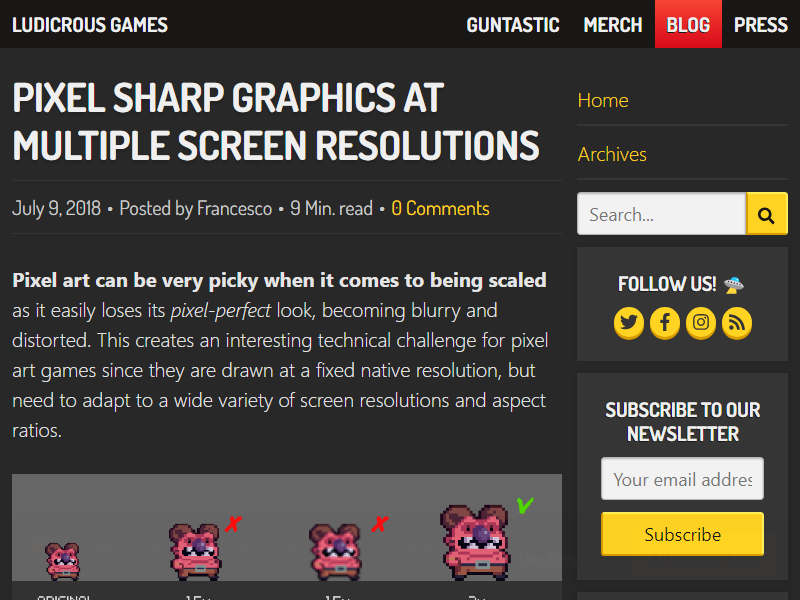 LUDICROUS GAMES
GUNTASTIC
MERCH
BLOG
PRESS
PIXEL SHARP GRAPHICS AT
MULTIPLE SCREEN RESOLUTIONS
July 9, 2018 • Posted by Francesco • 9 Min. read • 0 Comments
Pixel art can be very picky when it comes to being scaled
as it easily loses its pixel-perfect look, becoming blurry and
distorted. This creates an interesting technical challenge for pixel
art games since they are drawn at a fixed native resolution, but
need to adapt to a wide variety of screen resolutions and aspect
ratios.
Home
Archives
Search...
FOLLOW US!
SUBSCRIBE TO OUR
NEWSLETTER
Your email addres
Subscribe